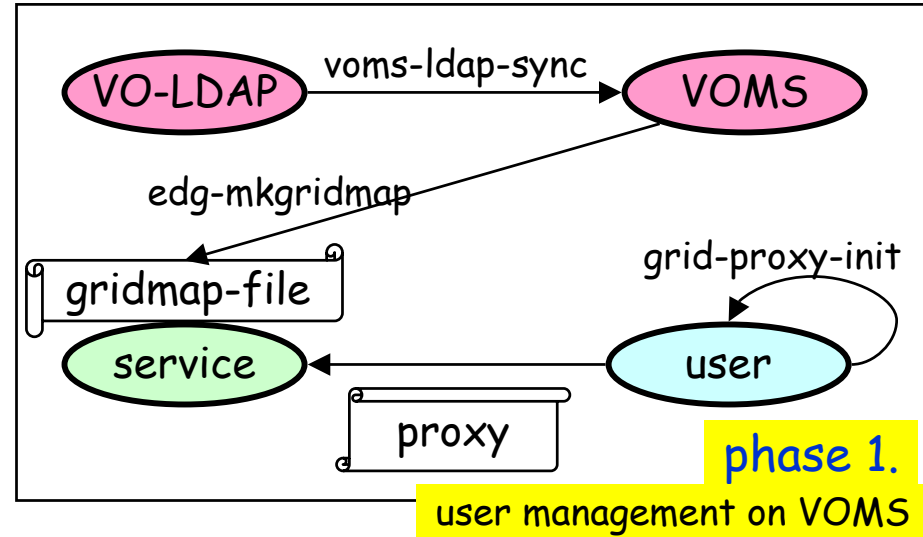 VO-LDAP
voms-ldap-sync
VOMS
edg-mkgridmap
grid-proxy-init
gridmap-file
service
user
proxy
phase 1.
user management on VOMS